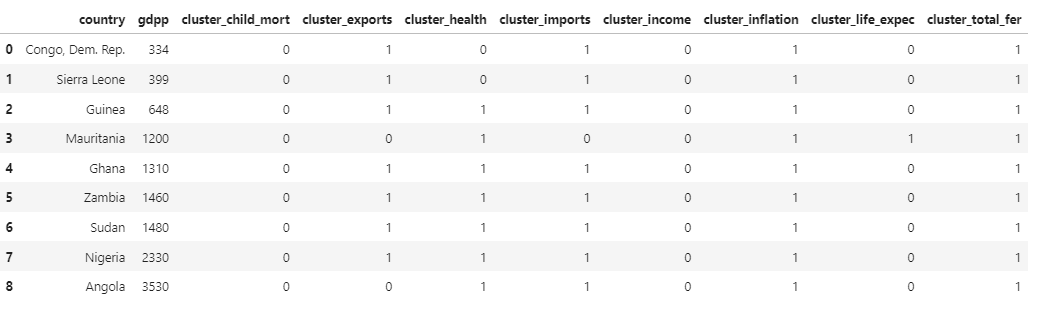 country gdpp cluster_child_mort cluster_exports cluster_health cluster_imports cluster_income cluster_inflation cluster_life_expec cluster_total_fer
0 Congo, Dem. Rep. 334 0 1 0 1 0 1 0 1
1 Sierra Leone 399 0 1 0 1 0 1 0 1
2 Guinea 648 0 1 1 1 0 1 0 1
3 Mauritania 1200 0 0 1 0 0 1 1 1
4 Ghana 1310 0 1 1 1 0 1 0 1
5 Zambia 1460 0 1 1 1 0 1 0 1
6 Sudan 1480 0 1 1 1 0 1 0 1
7 Nigeria 2330 0 1 1 1 0 1 0 1
8 Angola 3530 0 0 1 1 0 1 0 1